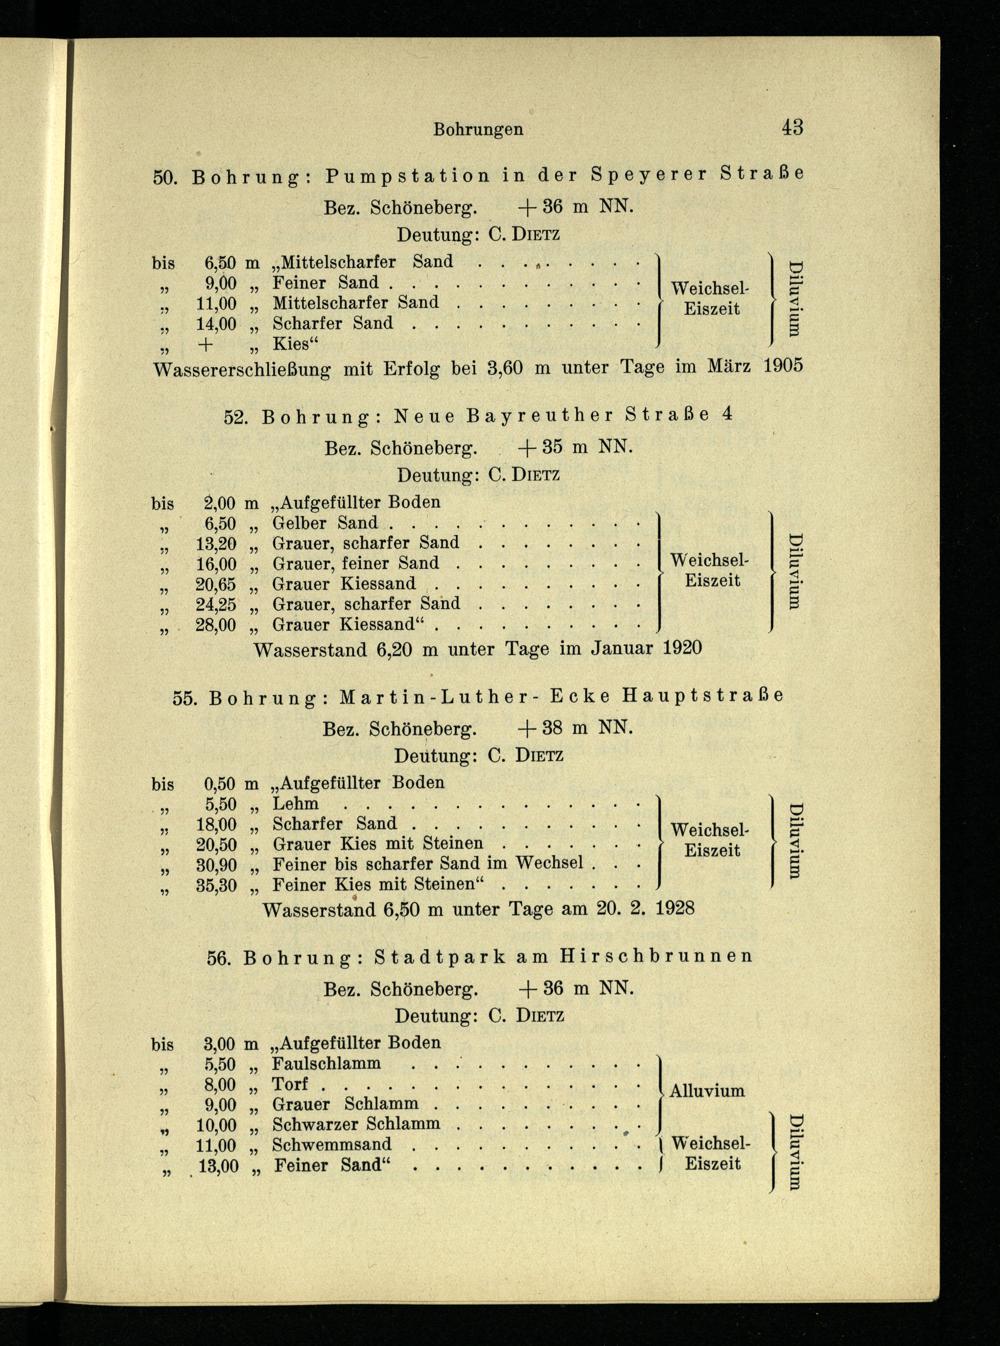 Bohrungen 43
50. Bohrung: Pumpstation in der Speyerer Straße
Bez. Schöneberg. +36 m NN.
Deutung: C. DIETZ
bis 6,50 m „Mittelscharfer Sand . . . . . . . . .
„ 9,00 „ Feiner Sand . . . . . . . . . . . .
„ 11,00 „ Mittelscharfer Sand . . . . . . . . .
„ 14,00 „ Scharfer Sand . . . . . . . . . . .
„ + „ Kies“
Weichsel-
Eiszeit
Diluvium
Wassererschließung mit Erfolg bei 3,60 m unter Tage im März 1905
52. Bohrung: Neue Bayreuther Straße 4
Bez. Schöneberg. +35 m NN.
Deutung: C. DIETZ
bis 2,00 m „Aufgefüllter Boden
„ 6,50 „ Gelber Sand . . . . . . . . . . . .
„ 13,20 „ Grauer, scharfer Sand . . . . . . . .
„ 16,00 „ Grauer, feiner Sand . . . . . . . . .
„ 20,65 „ Grauer Kiessand . . . . . . . . . .
„ 24,25 „ Grauer, scharfer Sand . . . . . . . .
„ 28,00 „ Grauer Kiessand“ . . . . . . . . . .
Weichsel-
Eiszeit
Diluvium
Wasserstand 6,20 m unter Tage im Januar 1920
55. Bohrung: Martin-Luther- Ecke Hauptstraße
Bez. Schöneberg. +38 m NN.
Deutung: C. DIETZ
bis 0,50 m „Aufgefüllter Boden
„ 5,50 „ Lehm . . . . . . . . . . . . . .
„ 18,00 „ Scharfer Sand . . . . . . . . . . .
„ 20,50 „ Grauer Kies mit Steinen . . . . . . .
„ 30,90 „ Feiner bis scharfer Sand im Wechsel . . .
„ 35,30 „ Feiner Kies mit Steinen“ . . . . . . .
Weichsel-
Eiszeit
Diluvium
Wasserstand 6,50 m unter Tage am 20. 2. 1928
56. Bohrung: Stadtpark am Hirschbrunnen
Bez. Schöneberg. +36 m NN.
Deutung: C. DIETZ
bis 3,00 m „Aufgefüllter Boden
„ 5,50 „ Faulschlamm . . . . . . . . . . .
„ 8,00 „ Torf . . . . . . . . . . . . . . .
„ 9,00 „ Grauer Schlamm . . . . . . . . . .
„ 10,00 „ Schwarzer Schlamm . . . . . . . . .
„ 11,00 „ Schwemmsand . . . . . . . . . . .
„ 13,00 „ Feiner Sand“ . . . . . . . . . . .
Alluvium
Weichsel-
Eiszeit
Diluvium